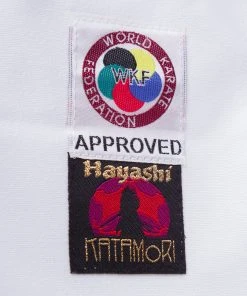 WORLD KARATE
FEDERATION
WKF
APPROVED
Hayashi
KATAMORI